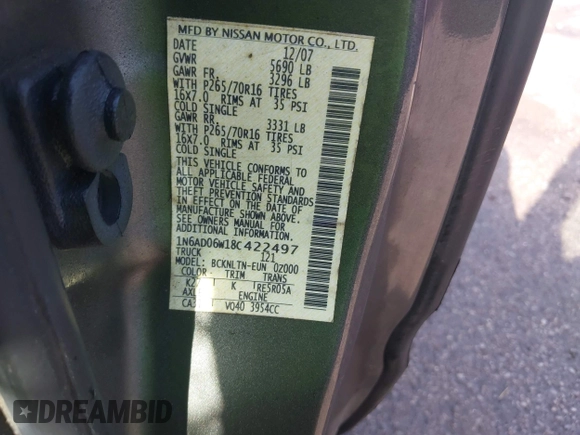 MFD BY NISSAN MOTOR CO., LTD.
DATE 12/07
GVWR 5690 LB
GAWR FR. 3296 LB
WITH P265/70R16 TIRES
16X7.0 RIMS AT 35 PSI
COLD SINGLE
GAWR RR. 3331 LB
WITH P265/70R16 TIRES
16X7.0 RIMS AT 35 PSI
COLD SINGLE
THIS VEHICLE CONFORMS TO
ALL APPLICABLE FEDERAL
MOTOR VEHICLE SAFETY AND
THEFT PREVENTION STANDARDS
IN EFFECT ON THE DATE OF
MANUFACTURE SHOWN ABOVE.
SEE OWNERS MANUAL FOR
ADDITIONAL INFORMATION
1N6AD06W18C422497
TRUCK 121
MODEL: BCKNLTN-EUN 0Z000
COLOR: TRIM TRANS
K RE5R05A
ENGINE
VQ40 3954CC
DREAMBID